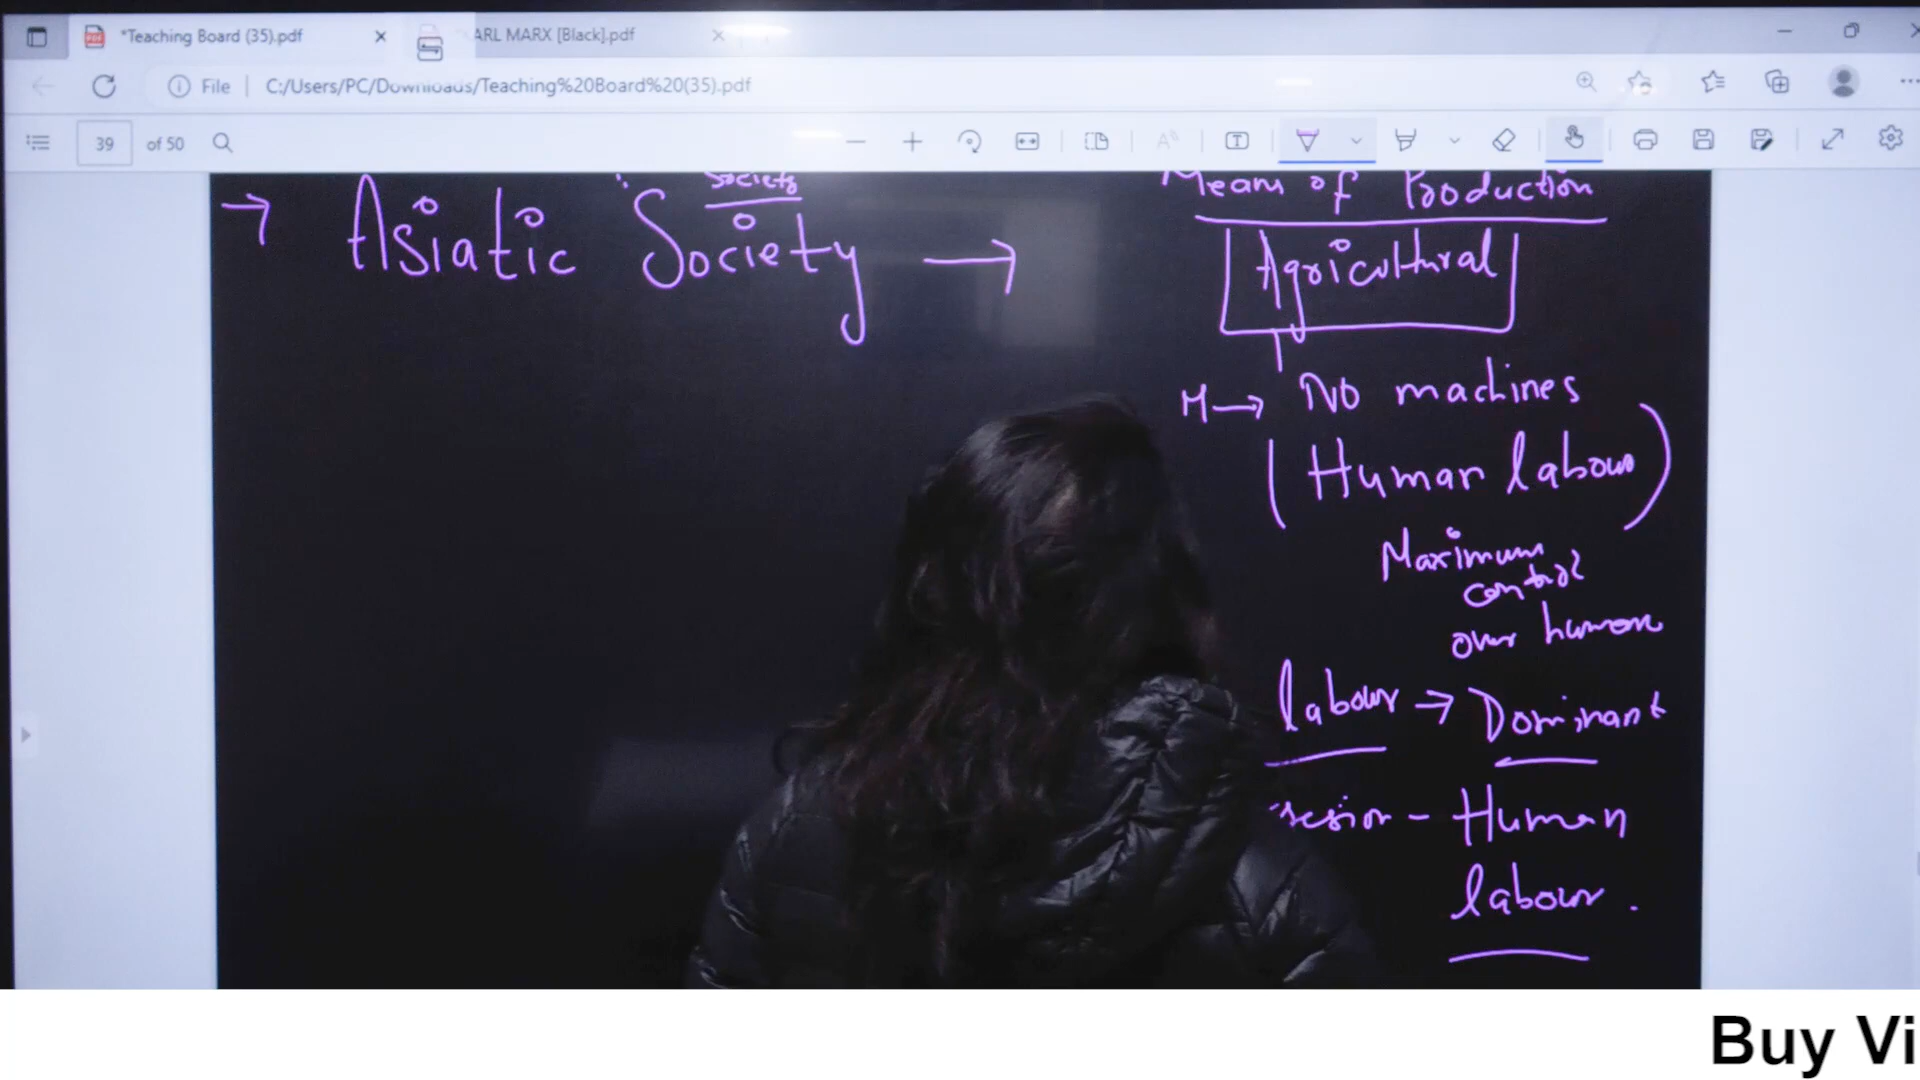 *Teaching Board (35).pdf
ARL MARX [Black].pdf
File
C:/Users/PC/Downloads/Teaching%20Board%20(35).pdf
39 of 50
Society
Means of Production
→ Asiatic Society →
Agricultural
M → No machines
(Human labour)
Maximum
control
over human
labour → Dominant
Human
labour.
Buy Vi